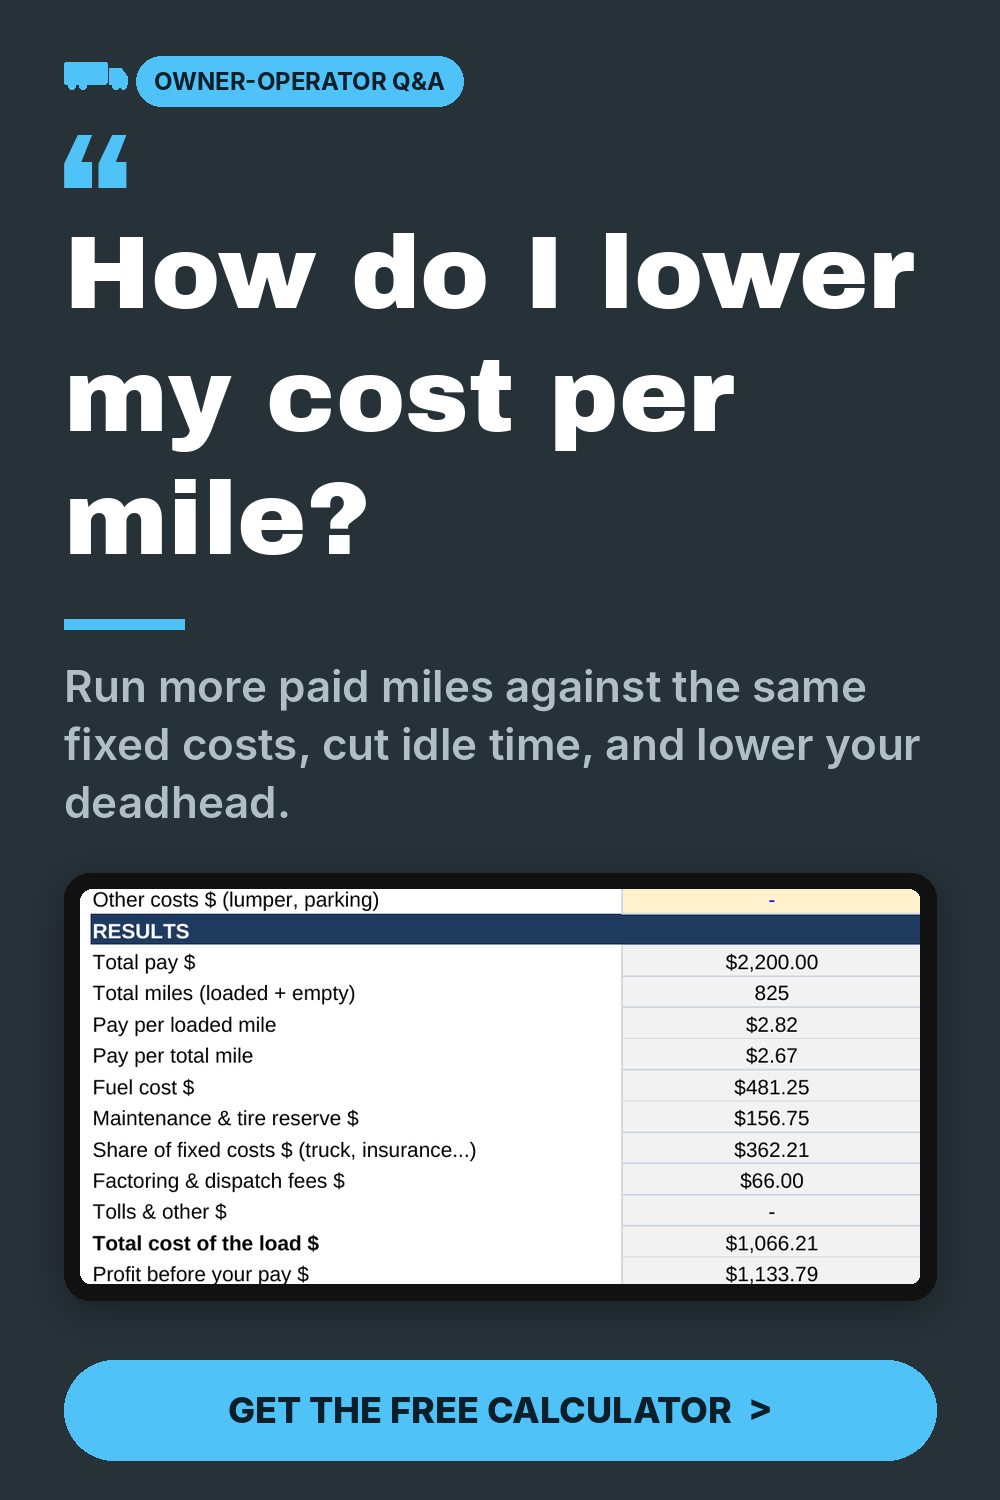 OWNER-OPERATOR Q&A
“
How do I lower
my cost per
mile?
Run more paid miles against the same
fixed costs, cut idle time, and lower your
deadhead.
Other costs $ (lumper, parking) -
RESULTS
Total pay $ $2,200.00
Total miles (loaded + empty) 825
Pay per loaded mile $2.82
Pay per total mile $2.67
Fuel cost $ $481.25
Maintenance & tire reserve $ $156.75
Share of fixed costs $ (truck, insurance...) $362.21
Factoring & dispatch fees $ $66.00
Tolls & other $ -
Total cost of the load $ $1,066.21
Profit before your pay $ $1,133.79
GET THE FREE CALCULATOR >